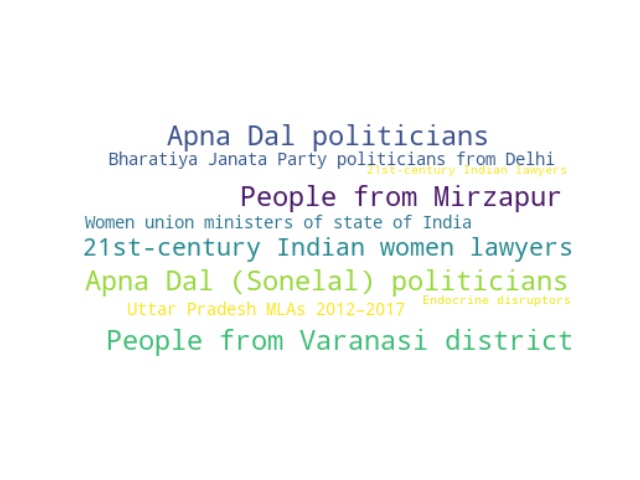 Apna Dal politicians
Bharatiya Janata Party politicians from Delhi
21st-century Indian lawyers
People from Mirzapur
Women union ministers of state of India
21st-century Indian women lawyers
Apna Dal (Sonelal) politicians
Endocrine disruptors
Uttar Pradesh MLAs 2012–2017
People from Varanasi district